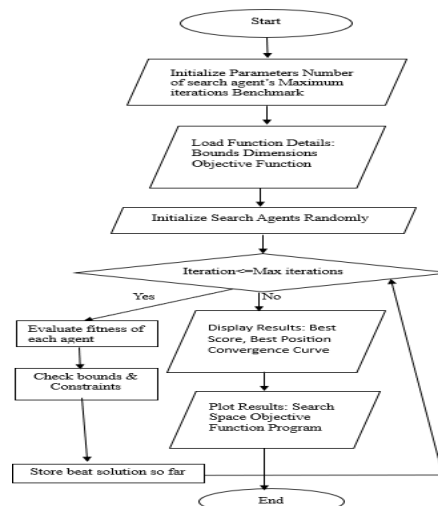 Start
Initialize Parameters Number
of search agent's Maximum
iterations Benchmark
Load Function Details:
Bounds Dimensions
Objective Function
Initialize Search Agents Randomly
Iteration<=Max iterations
Yes
No
Evaluate fitness of
each agent
Display Results: Best
Score, Best Position
Convergence Curve
Check bounds &
Constraints
Plot Results: Search
Space Objective
Function Program
Store beat solution so far
End